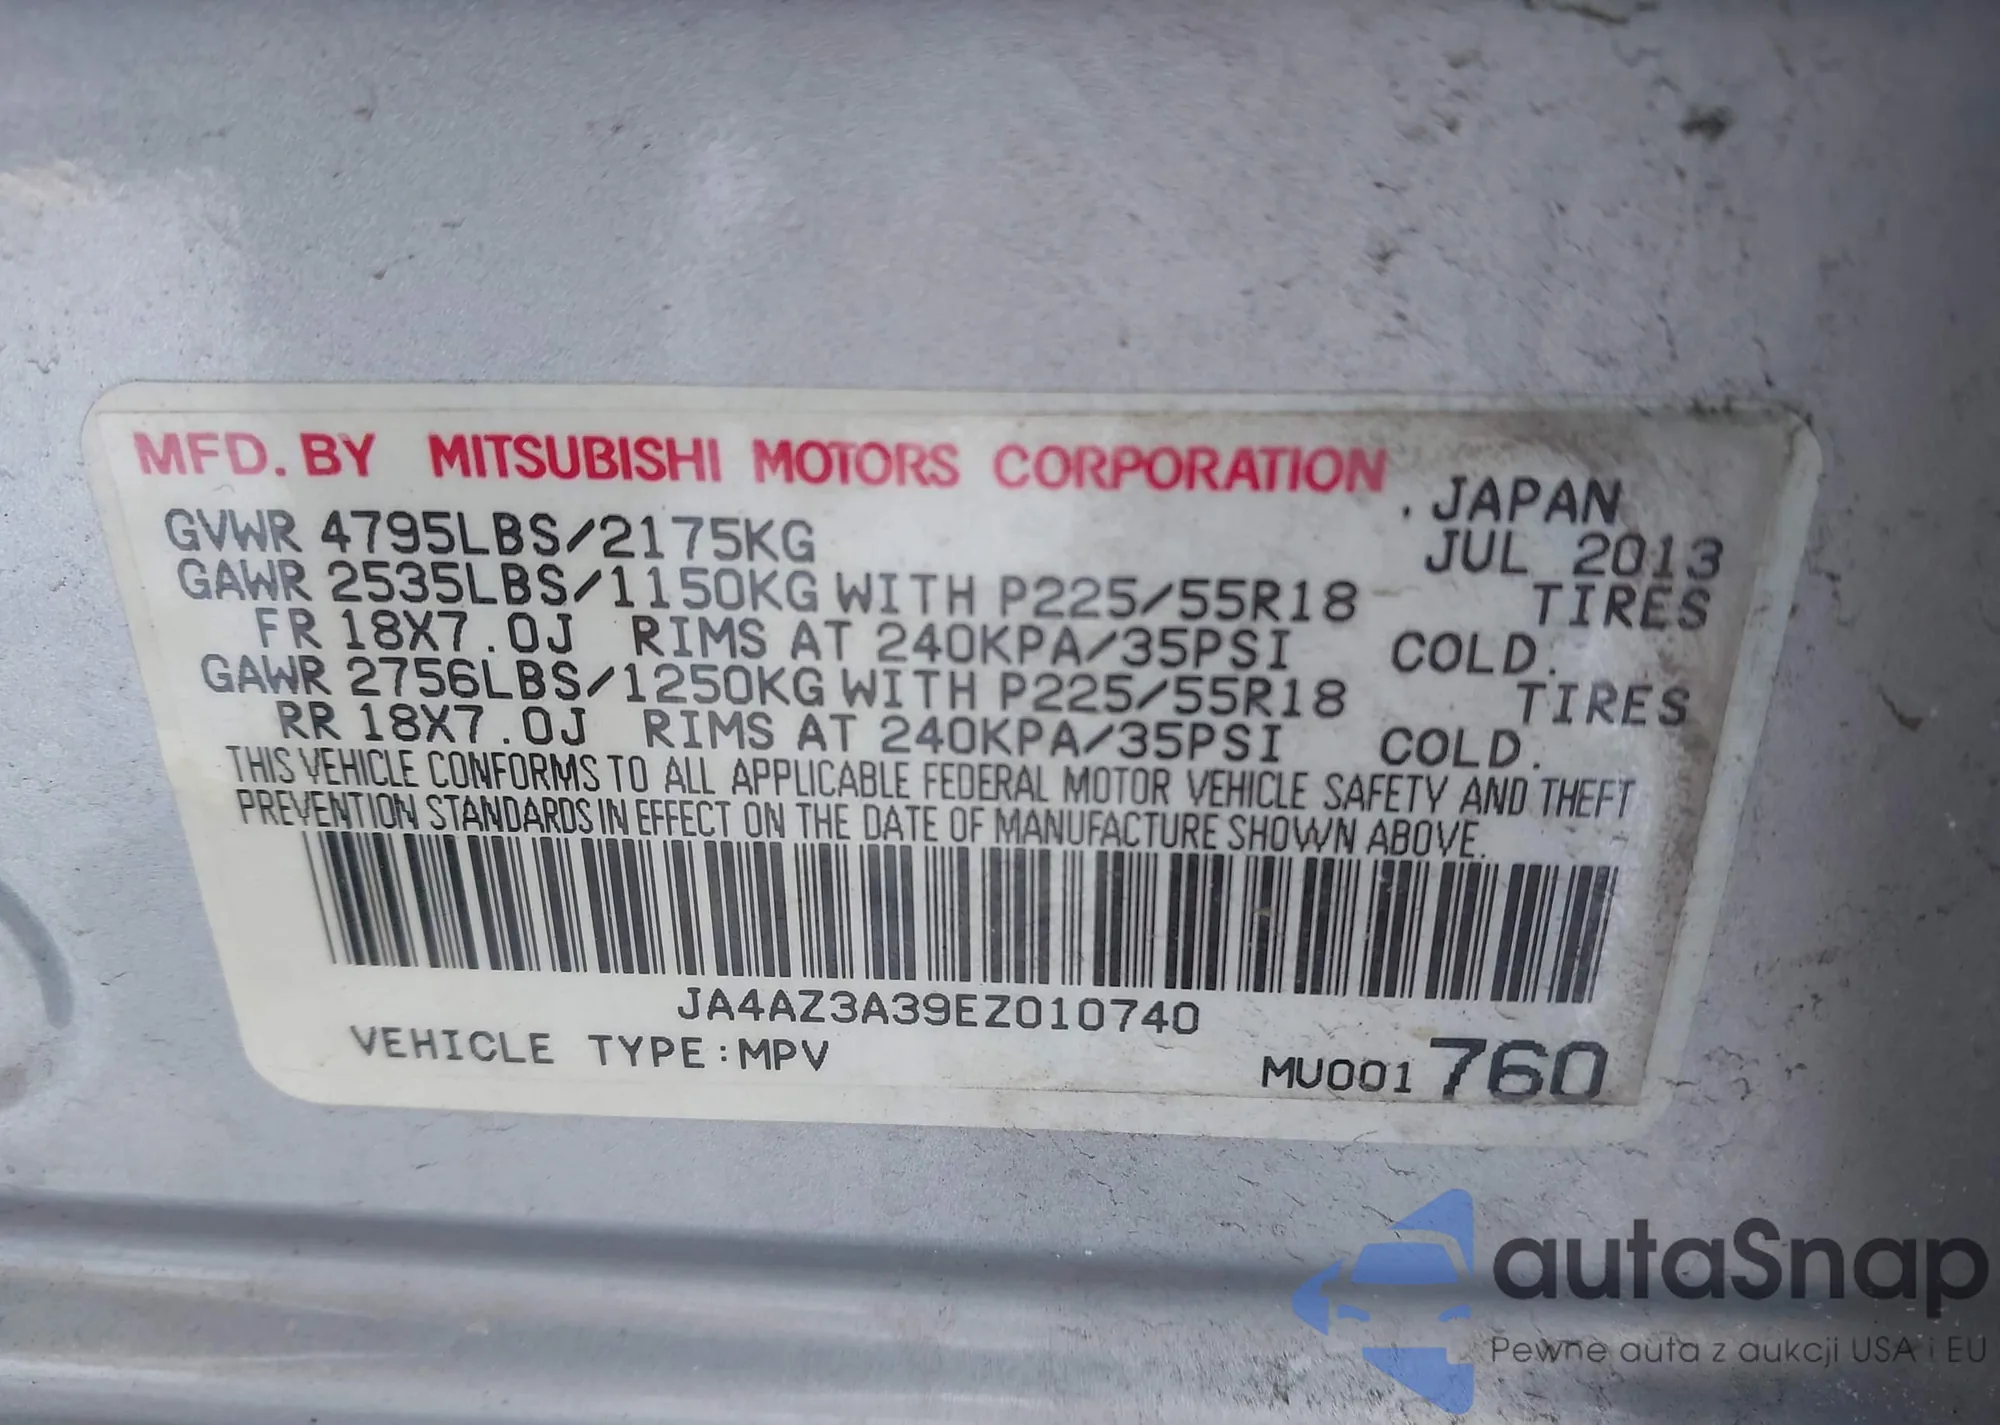 MFD. BY MITSUBISHI MOTORS CORPORATION
. JAPAN
GVWR 4795LBS/2175KG JUL 2013
GAWR 2535LBS/1150KG WITH P225/55R18 TIRES
FR 18X7.0J RIMS AT 240KPA/35PSI COLD.
GAWR 2756LBS/1250KG WITH P225/55R18 TIRES
RR 18X7.0J RIMS AT 240KPA/35PSI COLD.
THIS VEHICLE CONFORMS TO ALL APPLICABLE FEDERAL MOTOR VEHICLE SAFETY AND THEFT
PREVENTION STANDARDS IN EFFECT ON THE DATE OF MANUFACTURE SHOWN ABOVE.
JA4AZ3A39EZ010740
VEHICLE TYPE:MPV MU001 760
autaSnap
Pewne auta z aukcji USA i EU